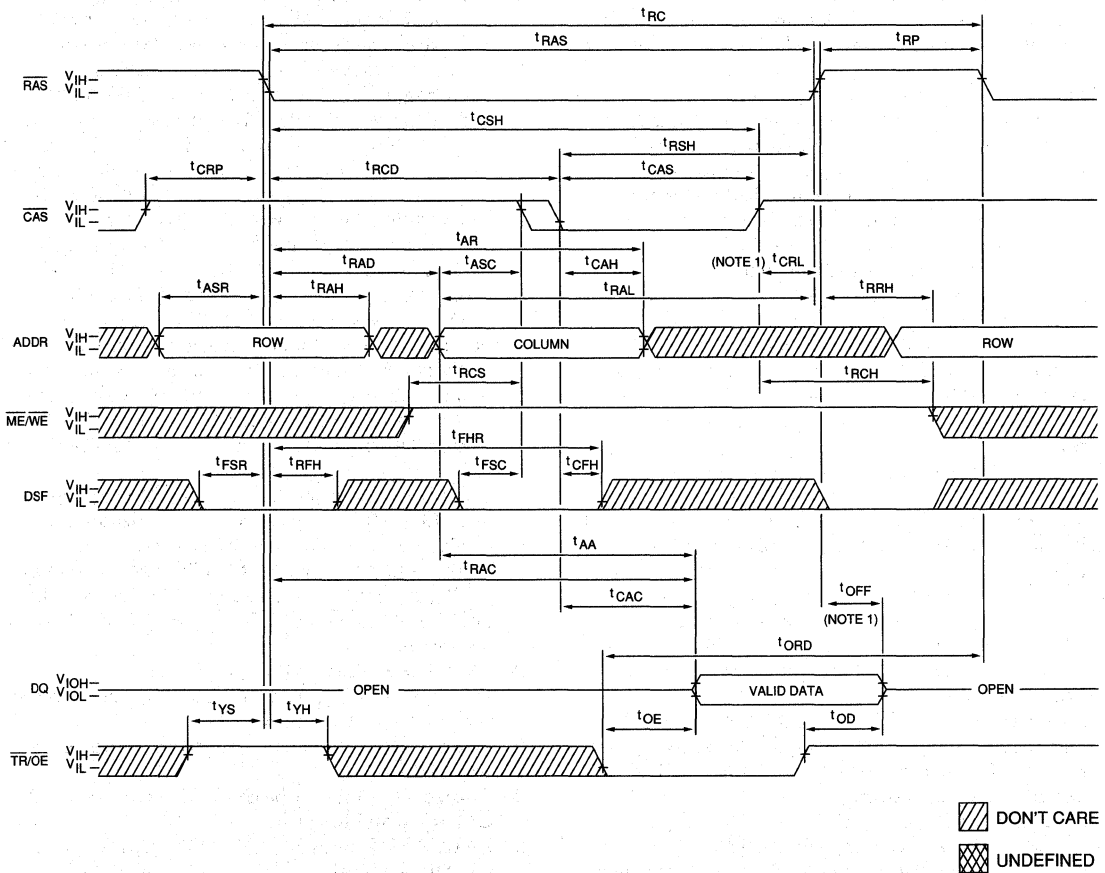 tRC
tRAS tRP
RAS VIH
VIL
tCSH
tRSH
tCRP tRCD tCAS
CAS VIH
VIL
tAR
tRAD tASC tCAH (NOTE 1) tCRL
tASR tRAH tRAL tRRH
ADDR VIH
VIL
ROW COLUMN ROW
tRCS tRCH
ME/WE VIH
VIL
tFHR
tFSR tRFH tFSC tCFH
DSF VIH
VIL
tAA
tRAC
tCAC tOFF
(NOTE 1)
tORD
DQ VIOH
VIOL
OPEN VALID DATA OPEN
tYS tYH tOE tOD
TR/OE VIH
VIL
DON'T CARE
UNDEFINED